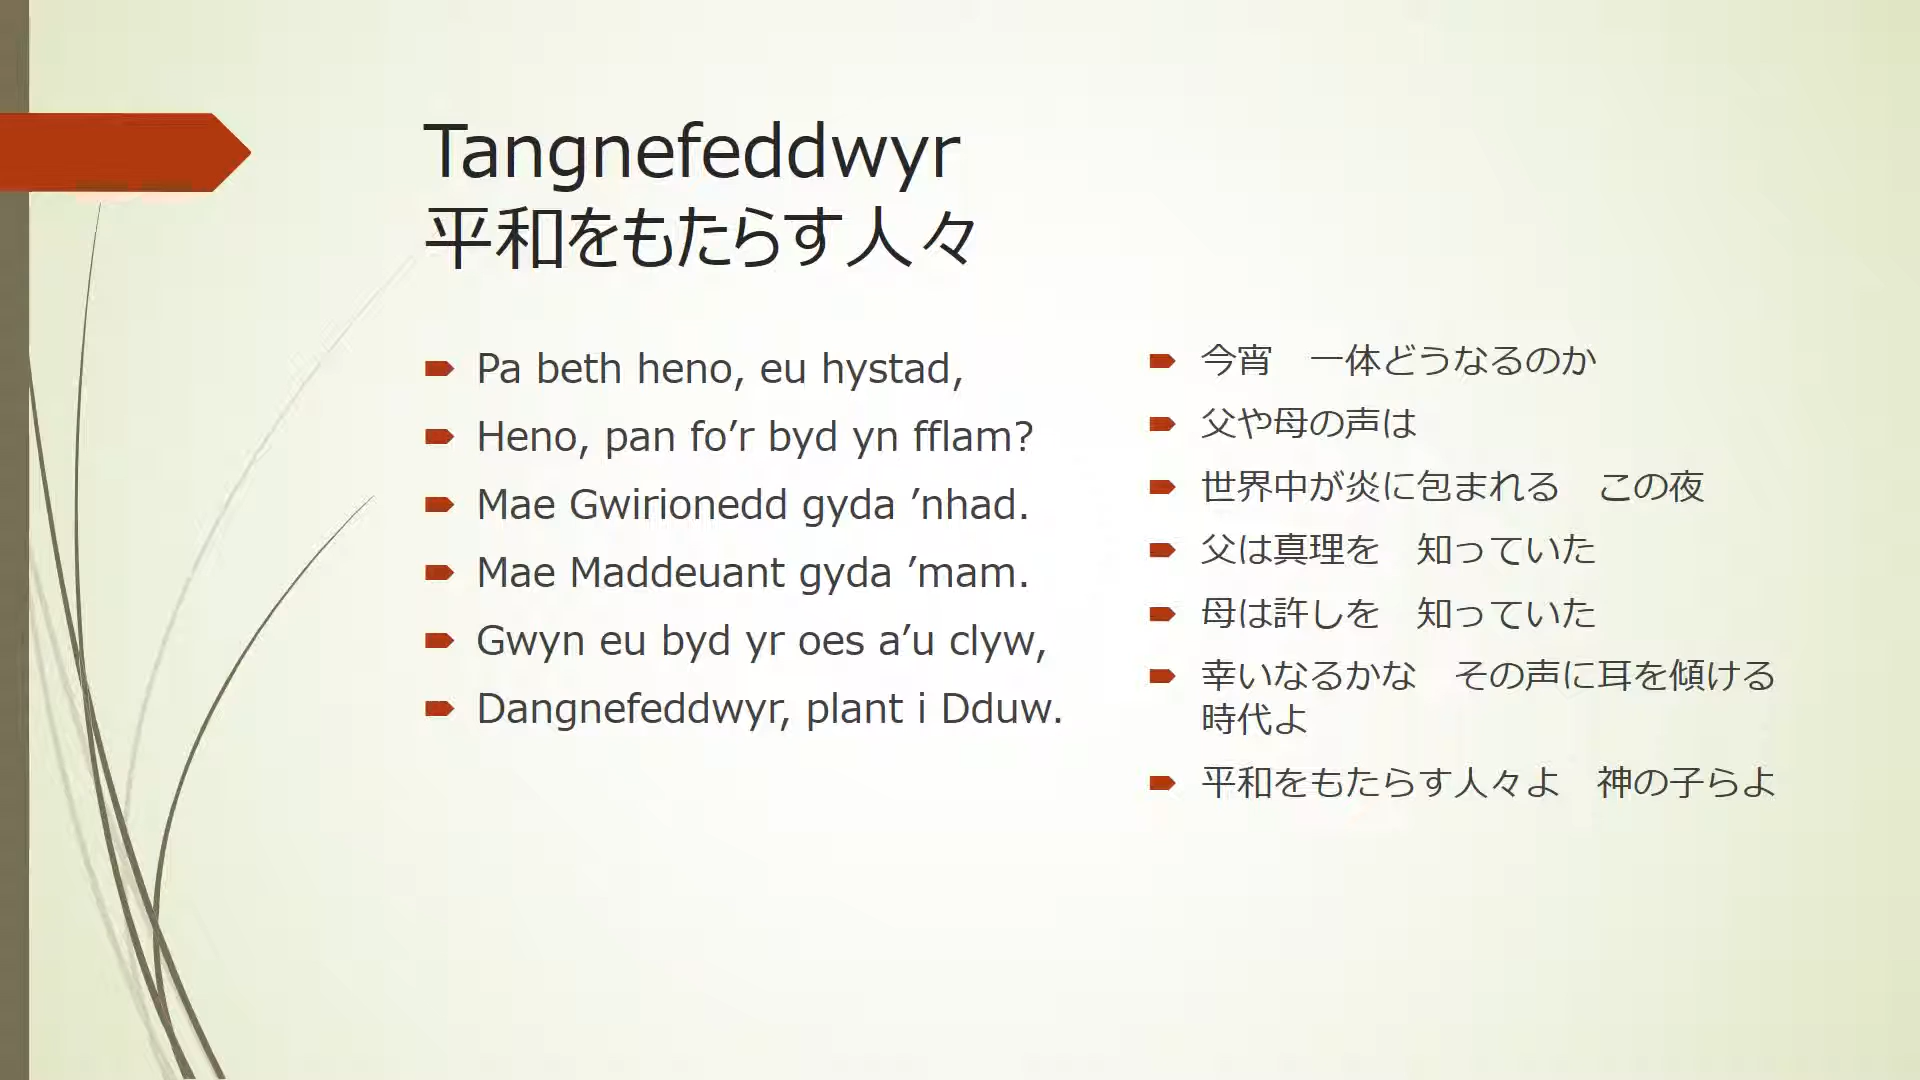 Tangnefeddwyr
平和をもたらす人々
Pa beth heno, eu hystad,
Heno, pan fo’r byd yn fflam?
Mae Gwirionedd gyda ’nhad.
Mae Maddeuant gyda ’mam.
Gwyn eu byd yr oes a’u clyw,
Dangnefeddwyr, plant i Dduw.
今宵　一体どうなるのか
父や母の声は
世界中が炎に包まれる　この夜
父は真理を　知っていた
母は許しを　知っていた
幸いなるかな　その声に耳を傾ける
時代よ
平和をもたらす人々よ　神の子らよ